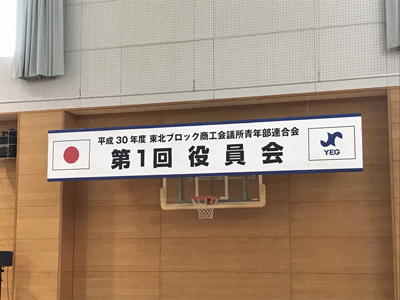 平成30年度 東北ブロック商工会議所青年部連合会
第1回 役員会
YEG